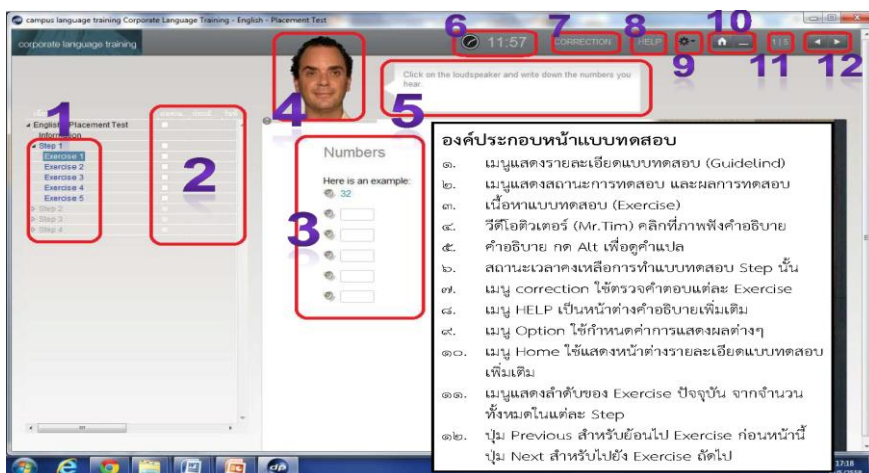 campus language training Corporate Language Training - English - Placement Test
corporate language training
6
11:57
7
CORRECTION
8
HELP
9
10
11
1 | 5
12
4
5
Click on the loudspeaker and write down the numbers you
hear.
1
2
English - Placement Test
Information
Step 1
Exercise 1
Exercise 2
Exercise 3
Exercise 4
Exercise 5
Step 2
Step 3
Step 4
3
Numbers
Here is an example:
32
องค์ประกอบหน้าแบบทดสอบ
๑. เมนูแสดงรายละเอียดแบบทดสอบ (Guidelind)
๒. เมนูแสดงสถานะการทดสอบ และผลการทดสอบ
๓. เนื้อหาแบบทดสอบ (Exercise)
๔. วีดีโอติวเตอร์ (Mr.Tim) คลิกที่ภาพฟังคำอธิบาย
๕. คำอธิบาย กด Alt เพื่อดูคำแปล
๖. สถานะเวลาคงเหลือการทำแบบทดสอบ Step นั้น
๗. เมนู correction ใช้ตรวจคำตอบแต่ละ Exercise
๘. เมนู HELP เป็นหน้าต่างคำอธิบายเพิ่มเติม
๙. เมนู Option ใช้กำหนดค่าการแสดงผลต่างๆ
๑๐. เมนู Home ใช้แสดงหน้าต่างรายละเอียดแบบทดสอบ
เพิ่มเติม
๑๑. เมนูแสดงลำดับของ Exercise ปัจจุบัน จากจำนวน
ทั้งหมดในแต่ละ Step
๑๒. ปุ่ม Previous สำหรับย้อนไป Exercise ก่อนหน้านี้
ปุ่ม Next สำหรับไปยัง Exercise ถัดไป
17:18